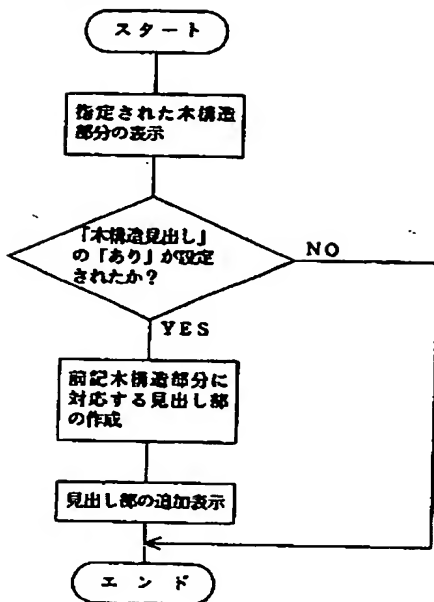 スタート
指定された木構造
部分の表示
「木構造見出し」
の「あり」が設定
されたか？
NO
YES
前記木構造部分に
対応する見出し部
の作成
見出し部の追加表示
エンド